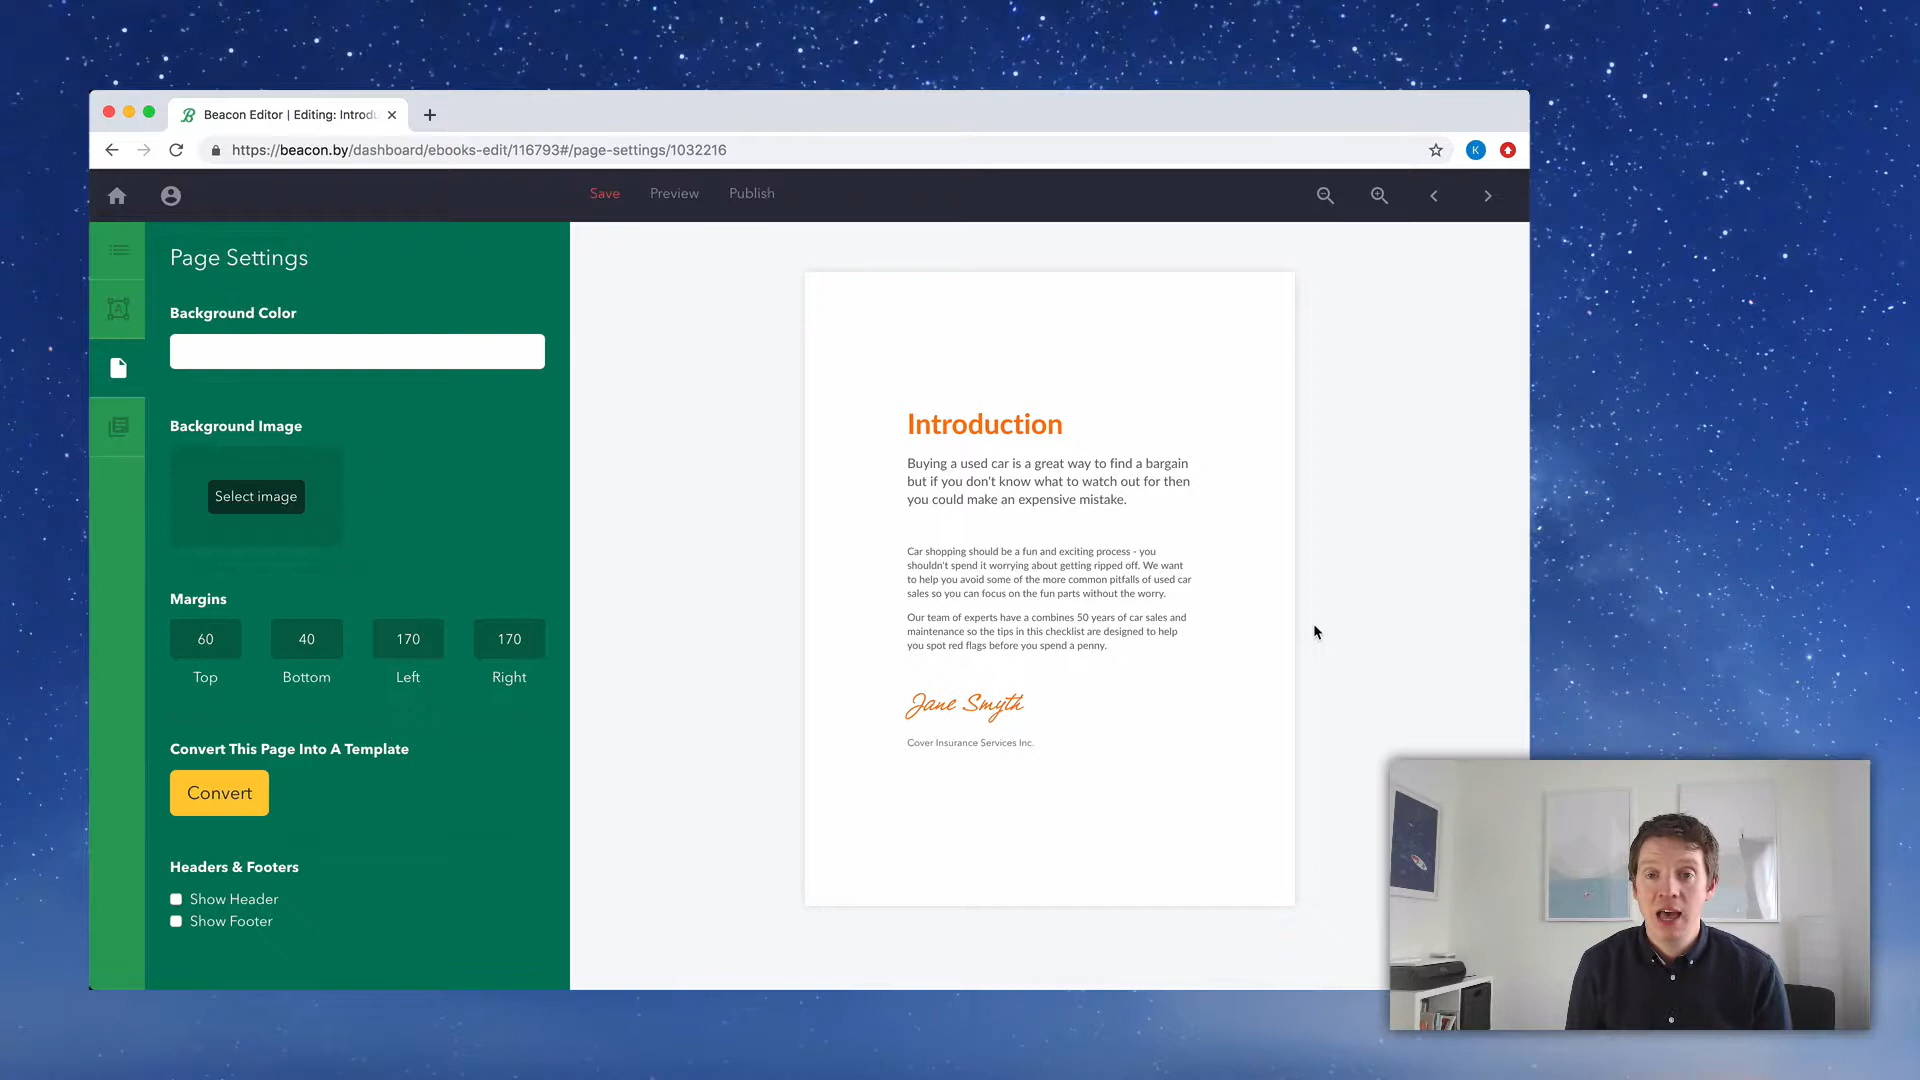 Beacon Editor | Editing: Introdu
https://beacon.by/dashboard/ebooks-edit/116793#/page-settings/1032216
K
Save
Preview
Publish
Page Settings
Background Color
Background Image
Select image
Margins
60
40
170
170
Top
Bottom
Left
Right
Convert This Page Into A Template
Convert
Headers & Footers
Show Header
Show Footer
Introduction
Buying a used car is a great way to find a bargain
but if you don't know what to watch out for then
you could make an expensive mistake.
Car shopping should be a fun and exciting process - you
shouldn't spend it worrying about getting ripped off. We want
to help you avoid some of the more common pitfalls of used car
sales so you can focus on the fun parts without the worry.
Our team of experts have a combines 50 years of car sales and
maintenance so the tips in this checklist are designed to help
you spot red flags before you spend a penny.
Jane Smyth
Cover Insurance Services Inc.